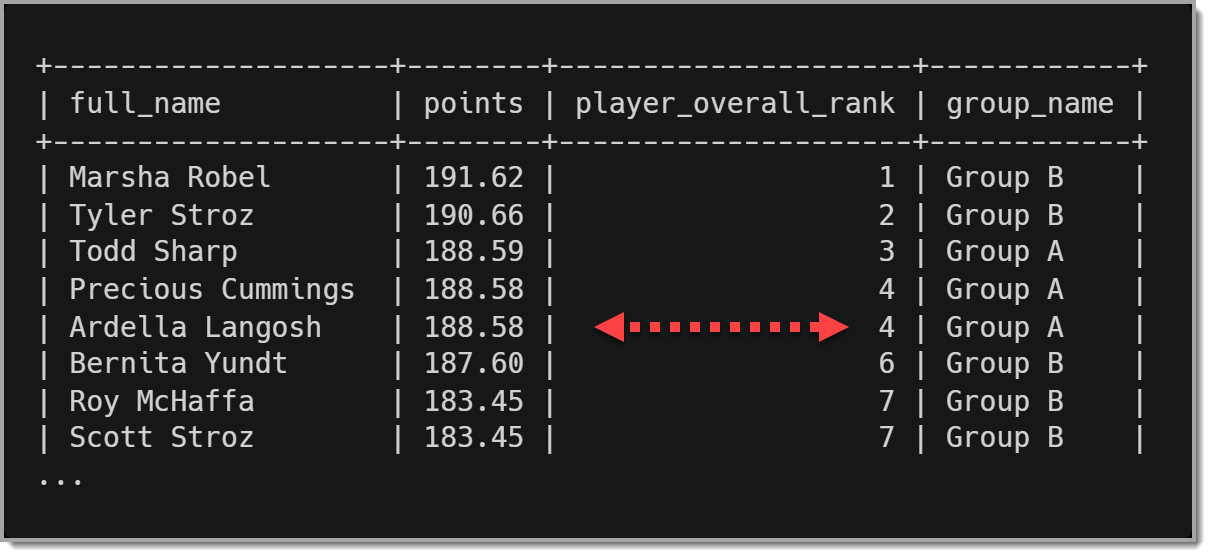 +--------------------+--------+---------------------+------------+
| full_name          | points | player_overall_rank | group_name |
+--------------------+--------+---------------------+------------+
| Marsha Robel       | 191.62 |                   1 | Group B    |
| Tyler Stroz        | 190.66 |                   2 | Group B    |
| Todd Sharp         | 188.59 |                   3 | Group A    |
| Precious Cummings  | 188.58 |                   4 | Group A    |
| Ardella Langosh    | 188.58 |                   4 | Group A    |
| Bernita Yundt      | 187.60 |                   6 | Group B    |
| Roy McHaffa        | 183.45 |                   7 | Group B    |
| Scott Stroz        | 183.45 |                   7 | Group B    |
...